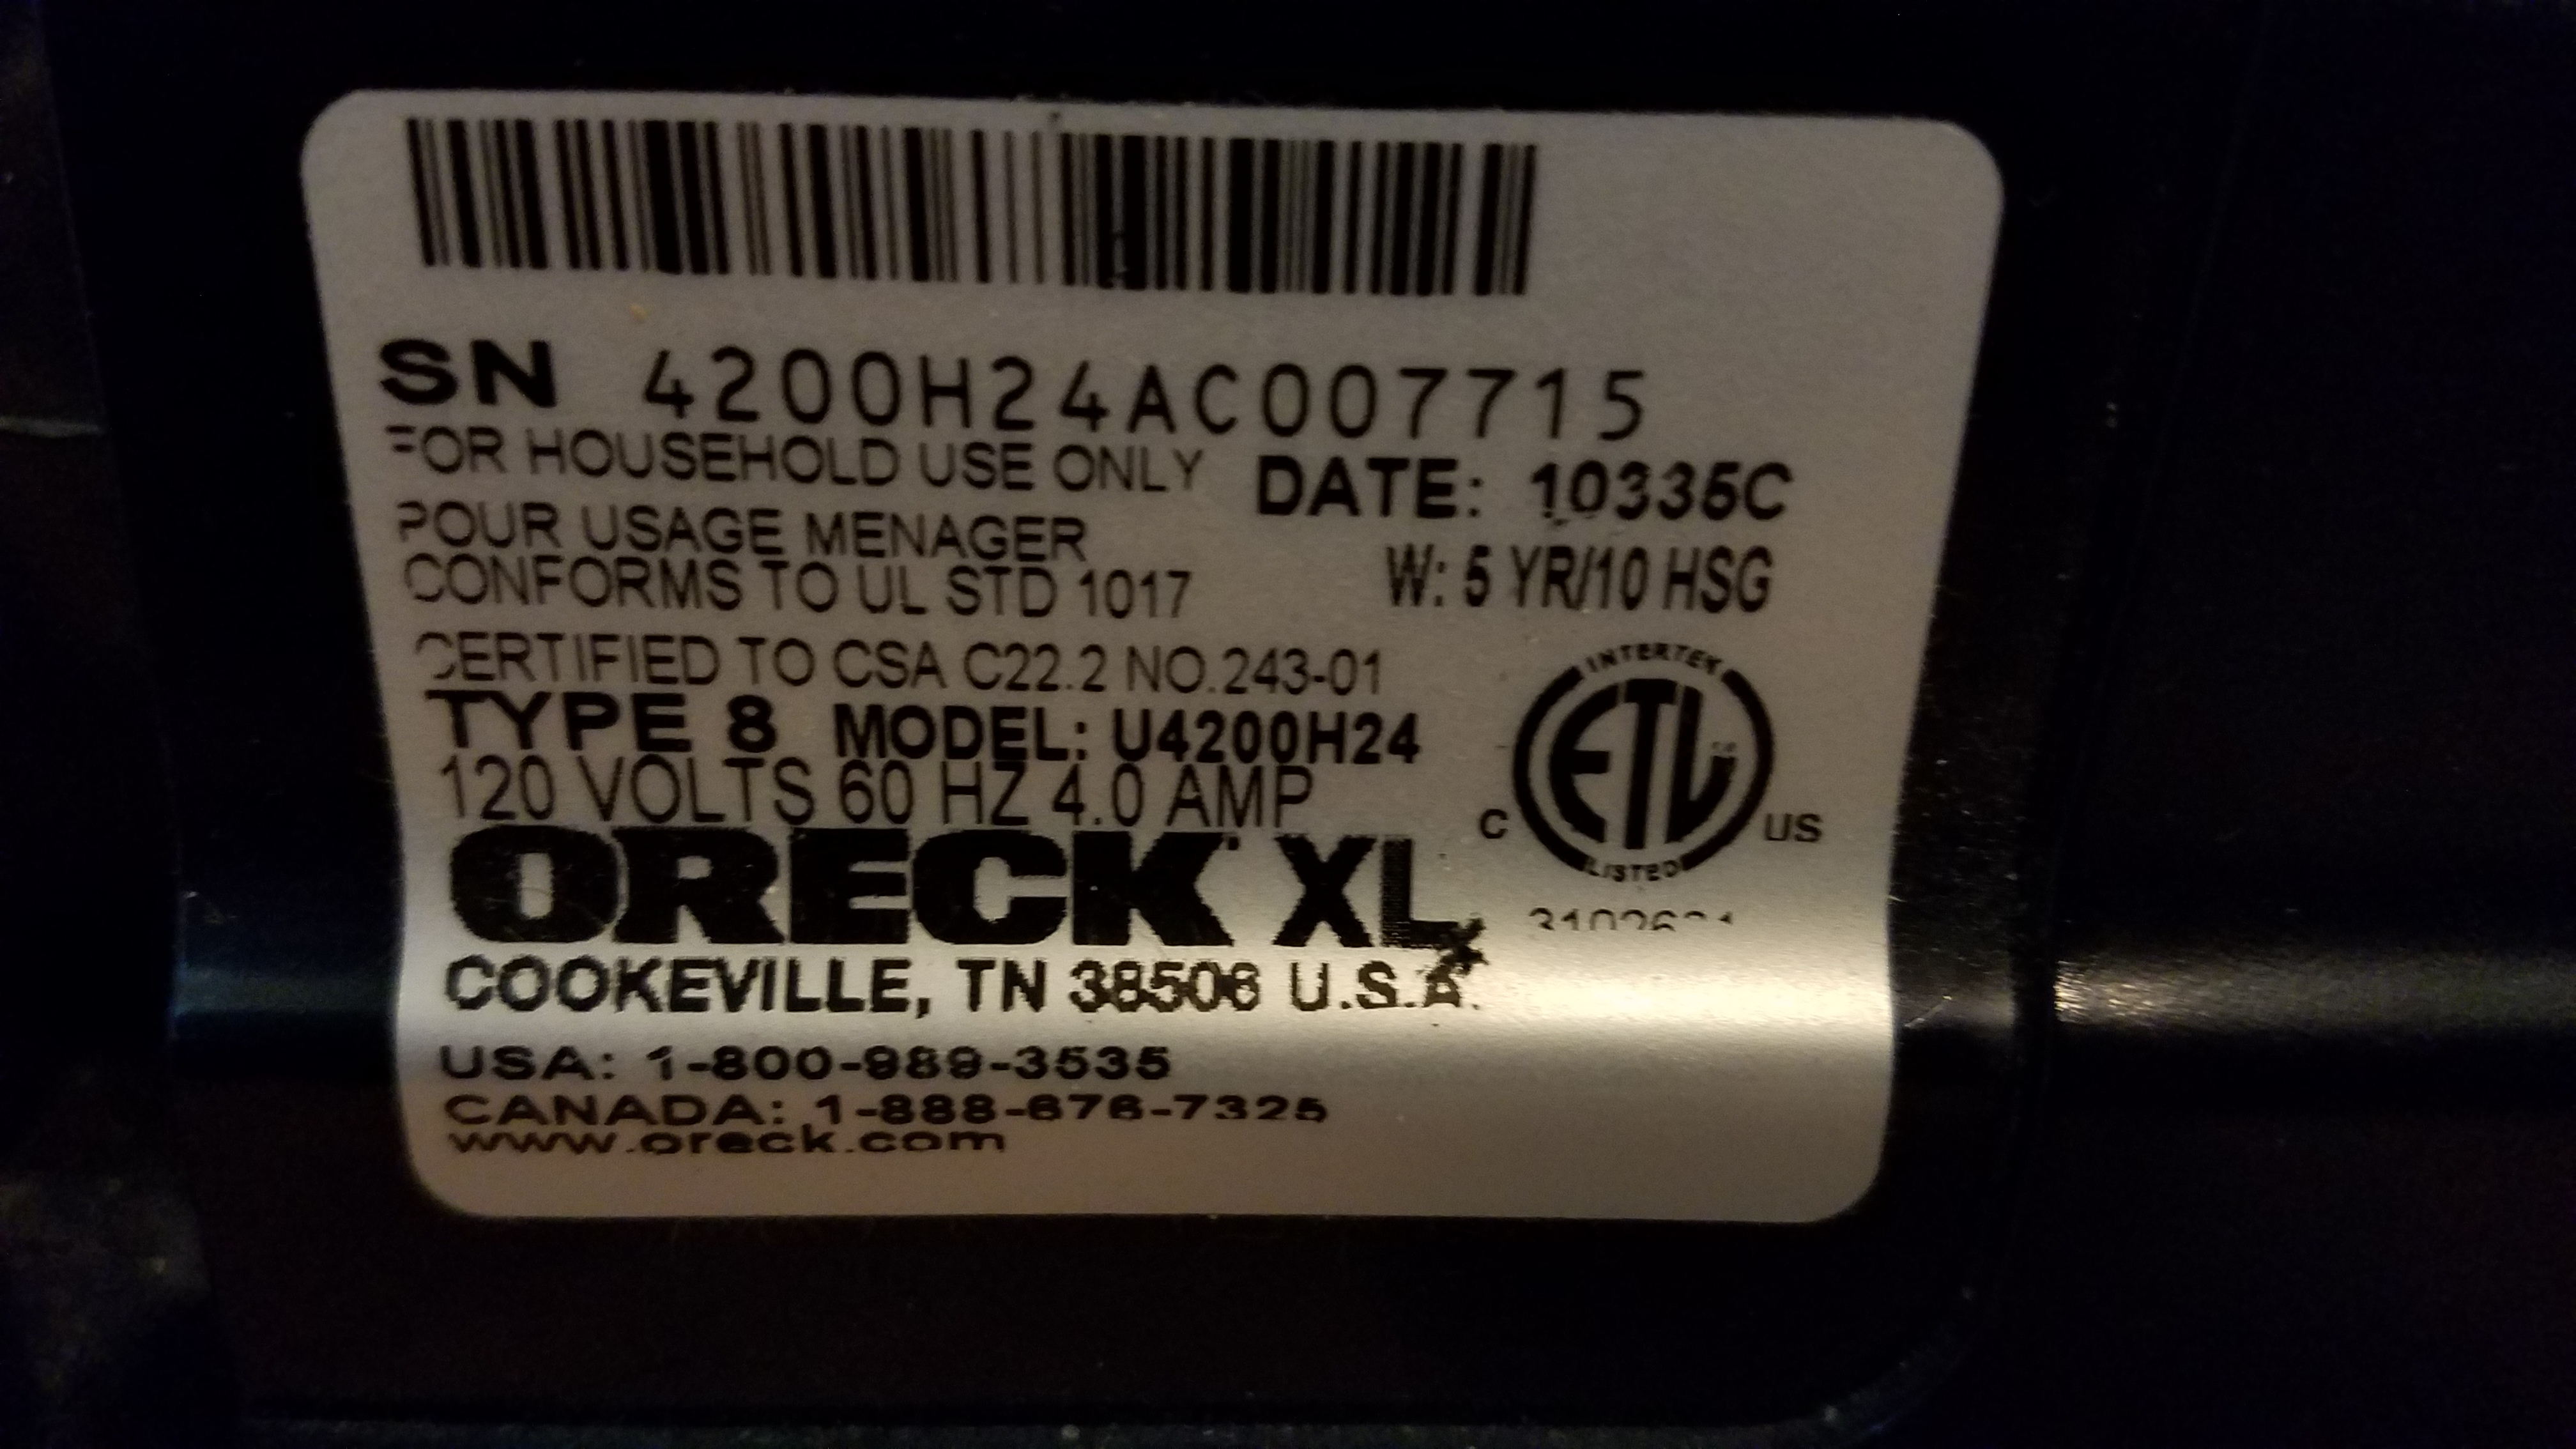 SN 4200H24AC007715
FOR HOUSEHOLD USE ONLY
DATE: 10335C
POUR USAGE MENAGER
W: 5 YR/10 HSG
CONFORMS TO UL STD 1017
CERTIFIED TO CSA C22.2 NO.243-01
TYPE 8 MODEL: U4200H24
120 VOLTS 60 HZ 4.0 AMP
INTERTEK
ETL
C US
LISTED
ORECK XL
COOKEVILLE, TN 38506 U.S.A.
USA: 1-800-989-3535
CANADA: 1-888-676-7325
www.oreck.com